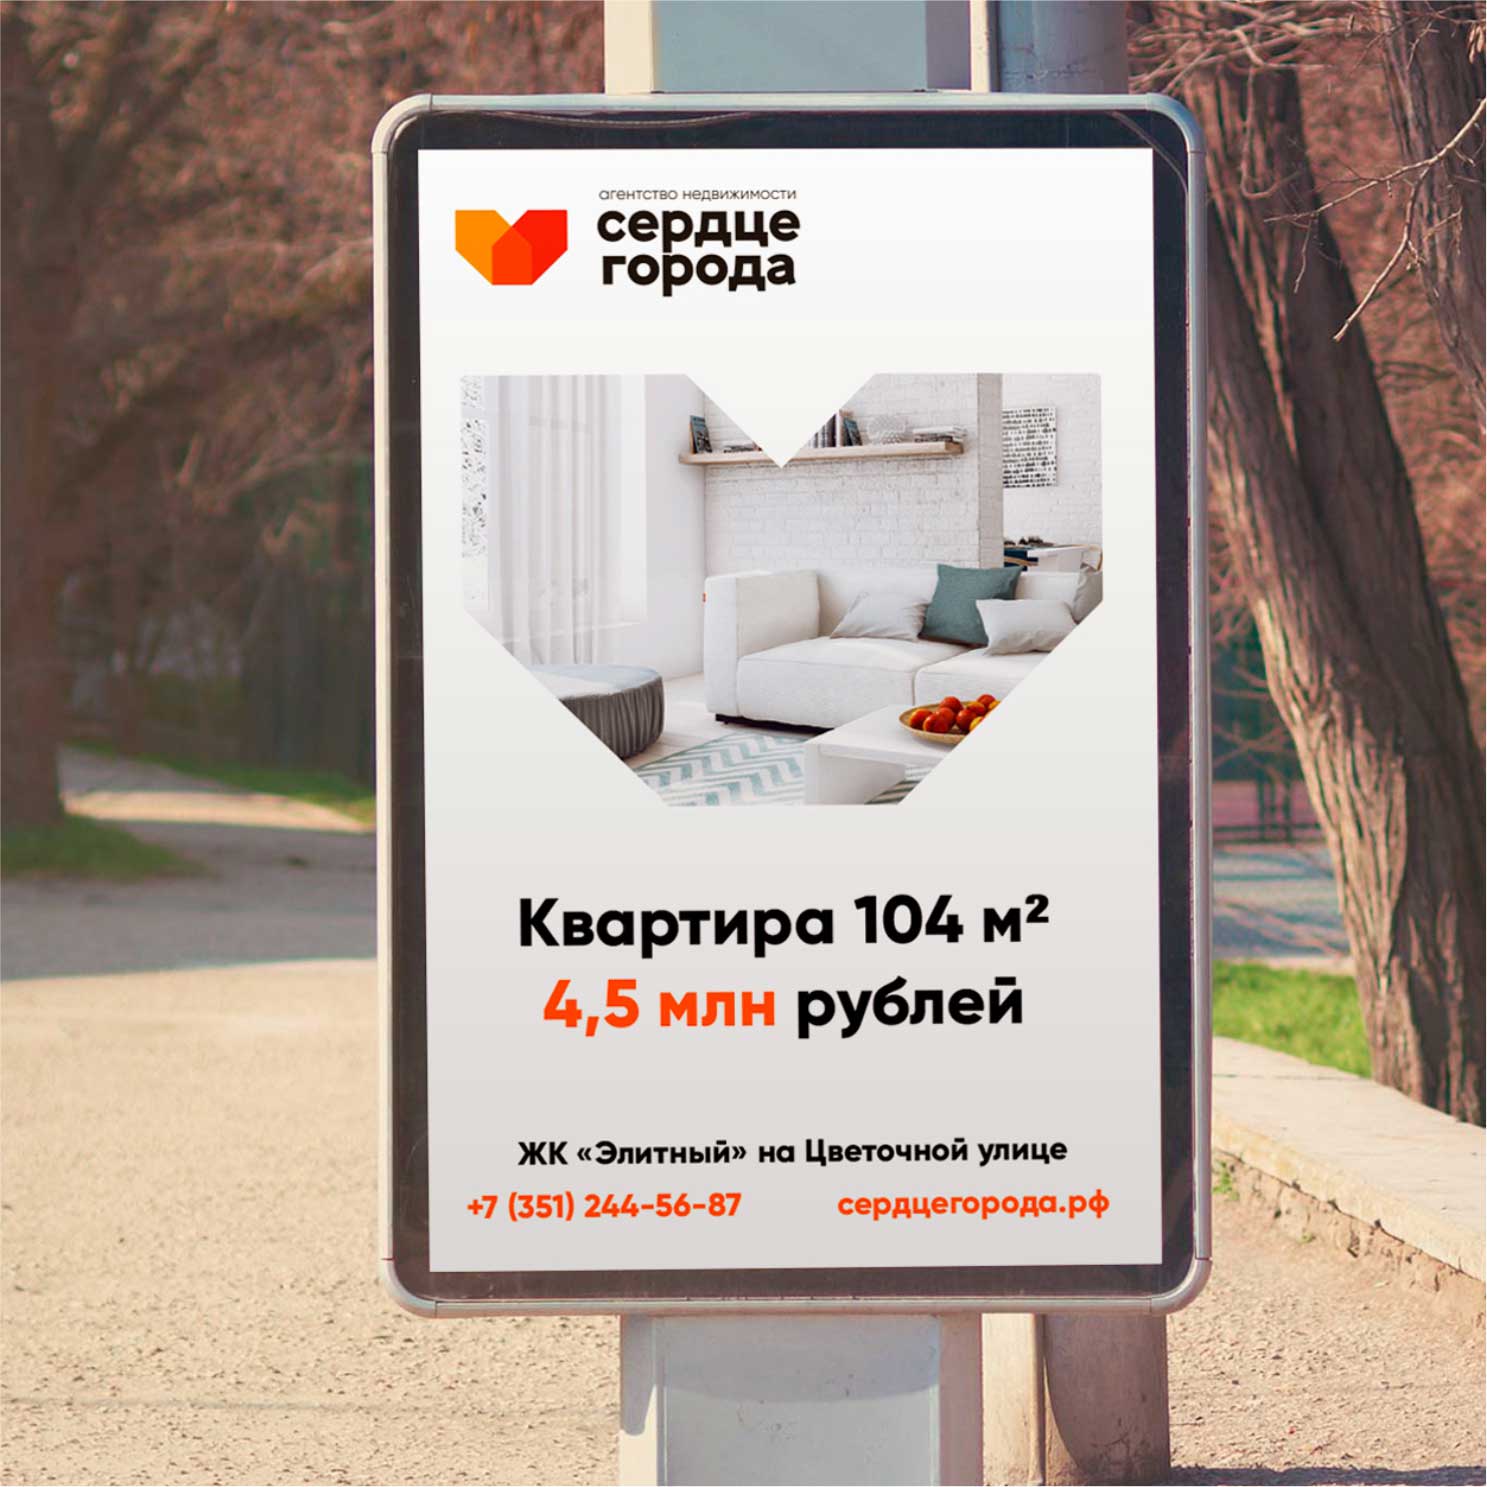 агентство недвижимости
сердце
города
Квартира 104 м²
4,5 млн рублей
ЖК «Элитный» на Цветочной улице
+7 (351) 244-56-87
сердцегорода.рф